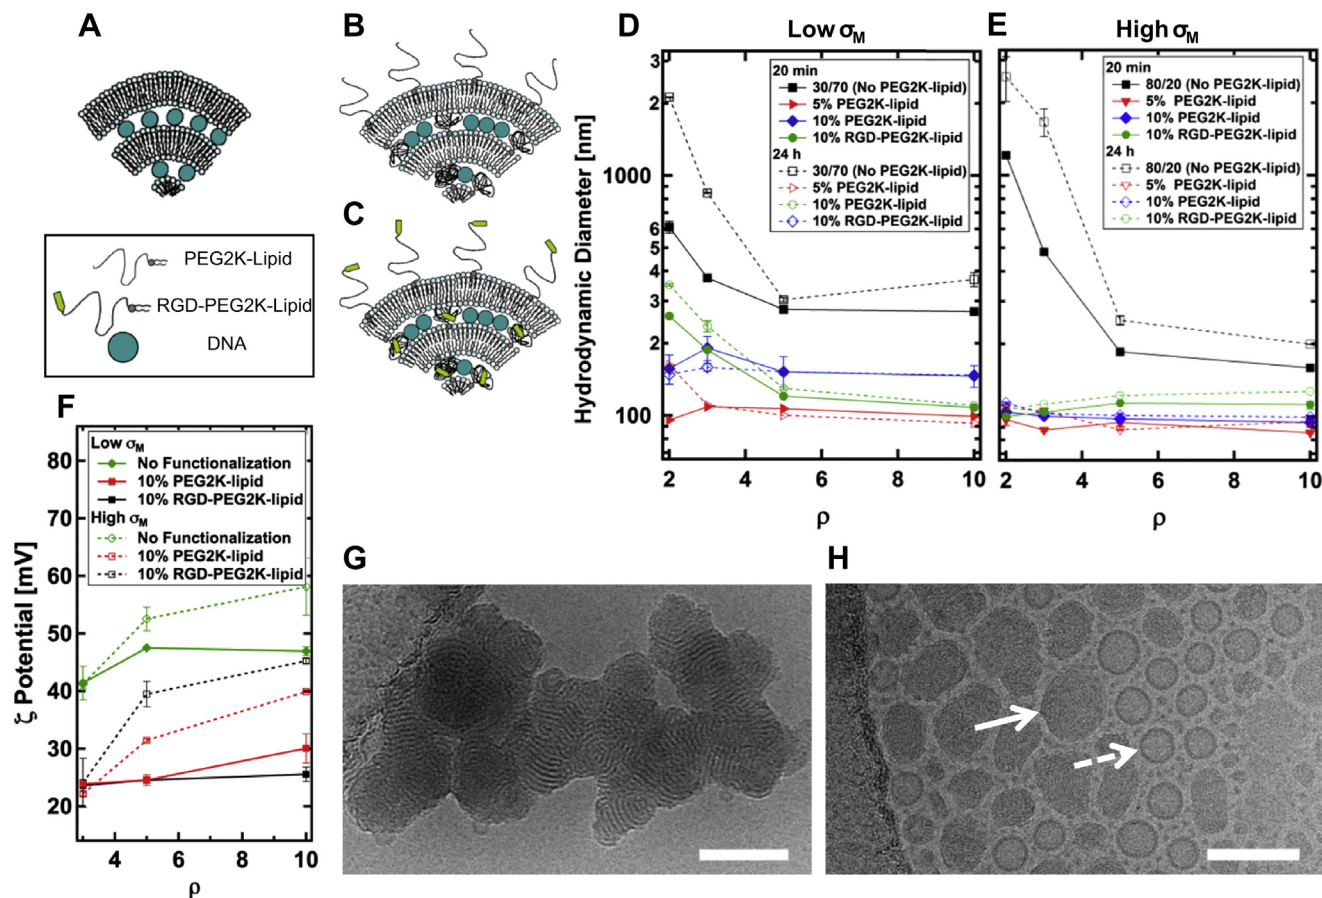 A
B
C
PEG2K-Lipid
RGD-PEG2K-Lipid
DNA
D
Low σM
Hydrodynamic Diameter [nm]
3
2
1000
6
4
3
2
100
20 min
30/70 (No PEG2K-lipid)
5% PEG2K-lipid
10% PEG2K-lipid
10% RGD-PEG2K-lipid
24 h
30/70 (No PEG2K-lipid)
5% PEG2K-lipid
10% PEG2K-lipid
10% RGD-PEG2K-lipid
2 4 6 8 10
ρ
E
High σM
20 min
80/20 (No PEG2K-lipid)
5% PEG2K-lipid
10% PEG2K-lipid
10% RGD-PEG2K-lipid
24 h
80/20 (No PEG2K-lipid)
5% PEG2K-lipid
10% PEG2K-lipid
10% RGD-PEG2K-lipid
2 4 6 8 10
ρ
F
ζ Potential [mV]
80
70
60
50
40
30
20
Low σM
No Functionalization
10% PEG2K-lipid
10% RGD-PEG2K-lipid
High σM
No Functionalization
10% PEG2K-lipid
10% RGD-PEG2K-lipid
4 6 8 10
ρ
G
H